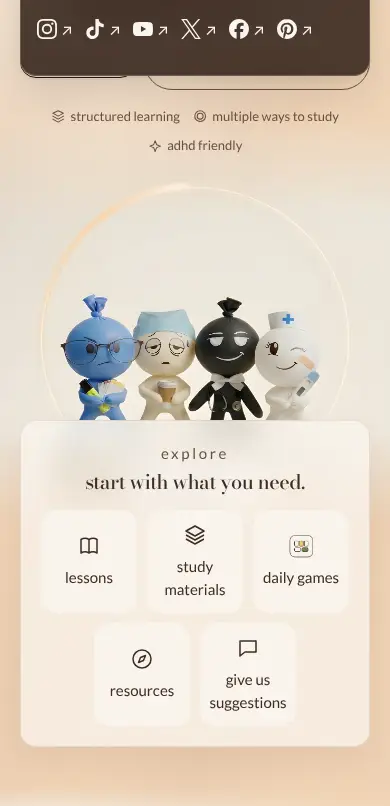 structured learning multiple ways to study
adhd friendly
explore
start with what you need.
lessons
study
materials
daily games
resources
give us
suggestions